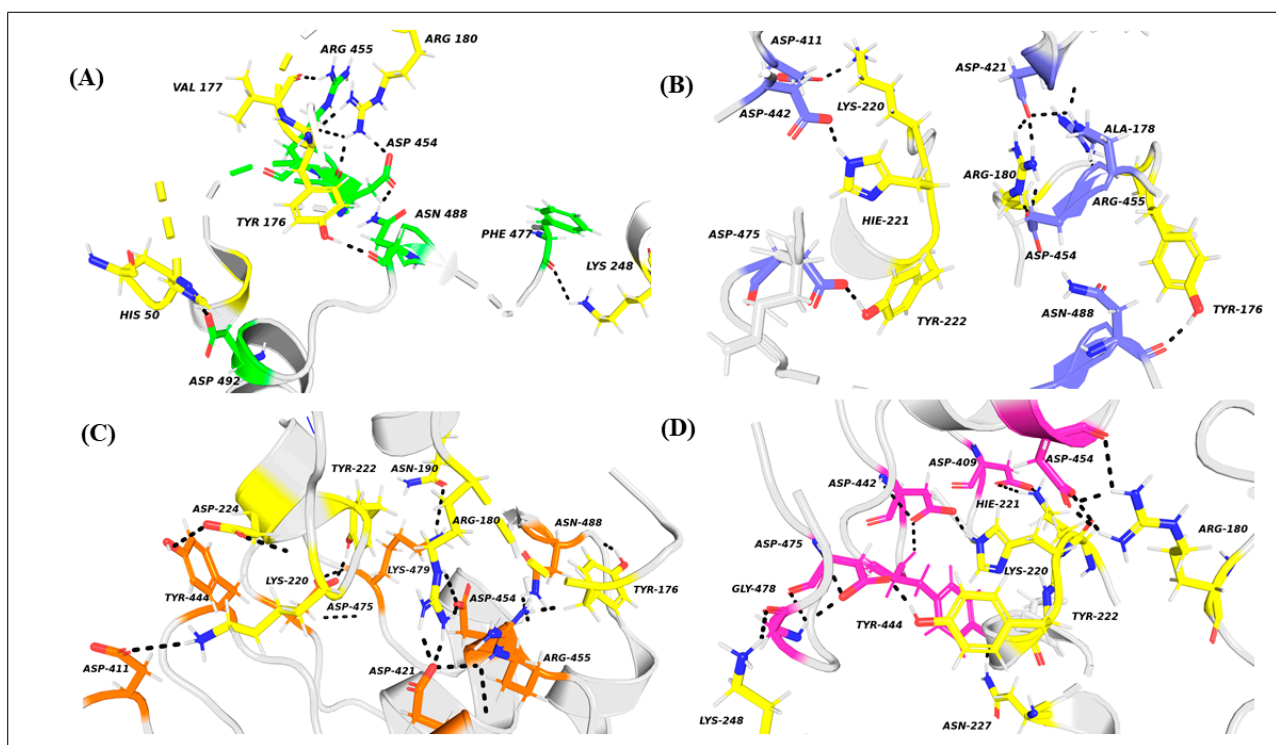 (A)
ARG 455
ARG 180
VAL 177
ASP 454
TYR 176
ASN 488
PHE 477
LYS 248
HIS 50
ASP 492
(B)
ASP-411
ASP-421
LYS-220
ASP-442
ALA-178
ARG-180
HIE-221
ARG-455
ASP-475
ASP-454
ASN-488
TYR-222
TYR-176
(C)
TYR-222
ASN-190
ASP-224
ARG-180
ASN-488
LYS-220
LYS-479
TYR-444
ASP-475
ASP-454
TYR-176
ASP-411
ASP-421
ARG-455
(D)
ASP-409
ASP-454
ASP-442
HIE-221
ARG-180
ASP-475
LYS-220
GLY-478
TYR-444
TYR-222
LYS-248
ASN-227